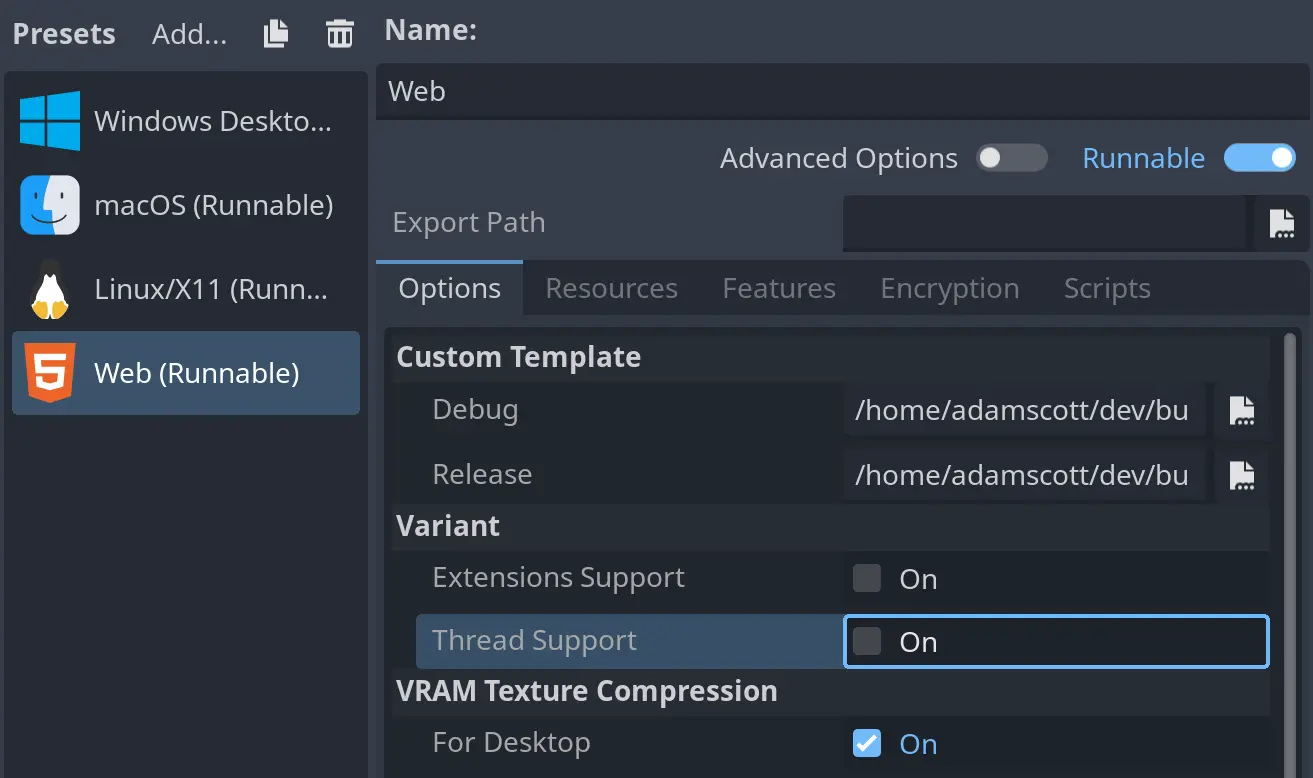 Presets Add...
Windows Deskto...
macOS (Runnable)
Linux/X11 (Runn...
Web (Runnable)
Name:
Web
Advanced Options Runnable
Export Path
Options Resources Features Encryption Scripts
Custom Template
Debug /home/adamscott/dev/bu
Release /home/adamscott/dev/bu
Variant
Extensions Support On
Thread Support On
VRAM Texture Compression
For Desktop On